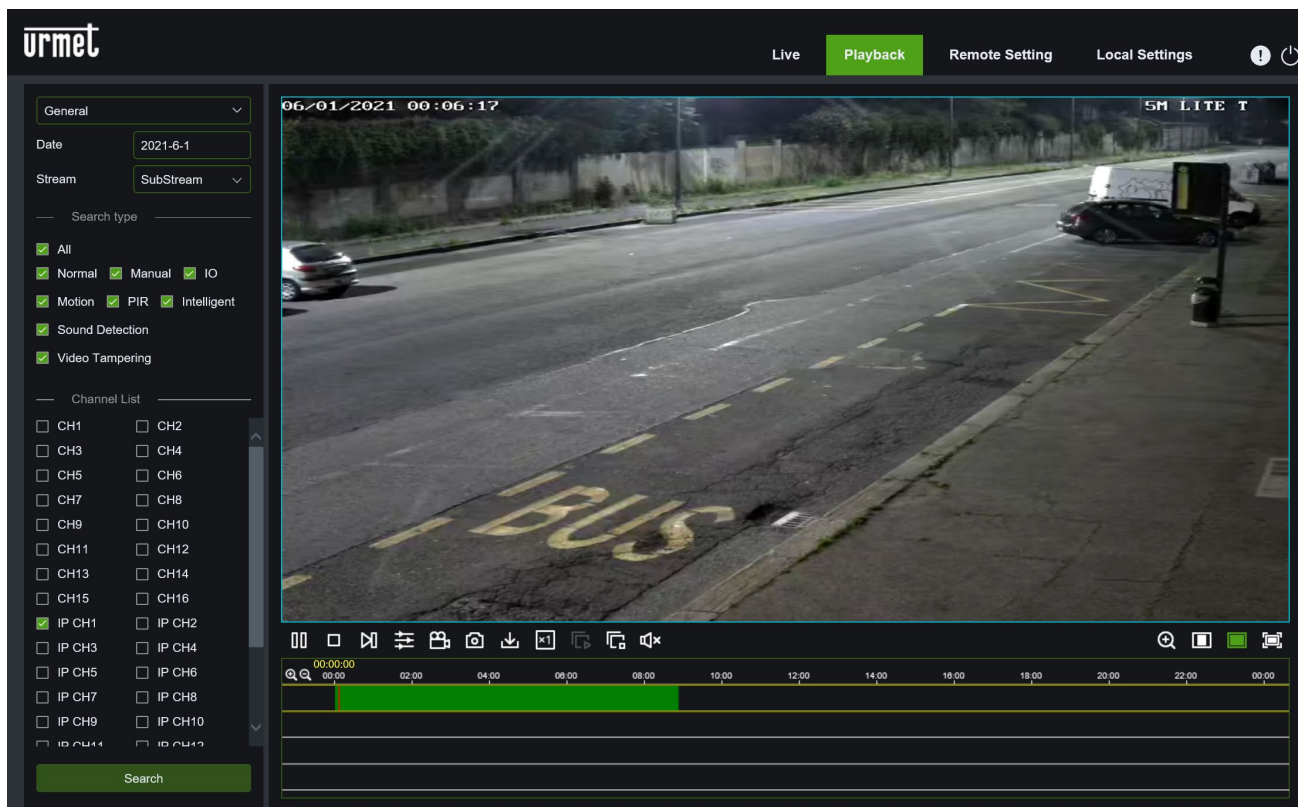 urmet
Live Playback Remote Setting Local Settings
General
Date 2021-6-1
Stream SubStream
Search type
All
Normal Manual IO
Motion PIR Intelligent
Sound Detection
Video Tampering
Channel List
CH1 CH2
CH3 CH4
CH5 CH6
CH7 CH8
CH9 CH10
CH11 CH12
CH13 CH14
CH15 CH16
IP CH1 IP CH2
IP CH3 IP CH4
IP CH5 IP CH6
IP CH7 IP CH8
IP CH9 IP CH10
IP CH11 IP CH12
Search
06/01/2021 00:06:17 5M LITE T
BUS
×1
00:00:00
00:00 02:00 04:00 06:00 08:00 10:00 12:00 14:00 16:00 18:00 20:00 22:00 00:00